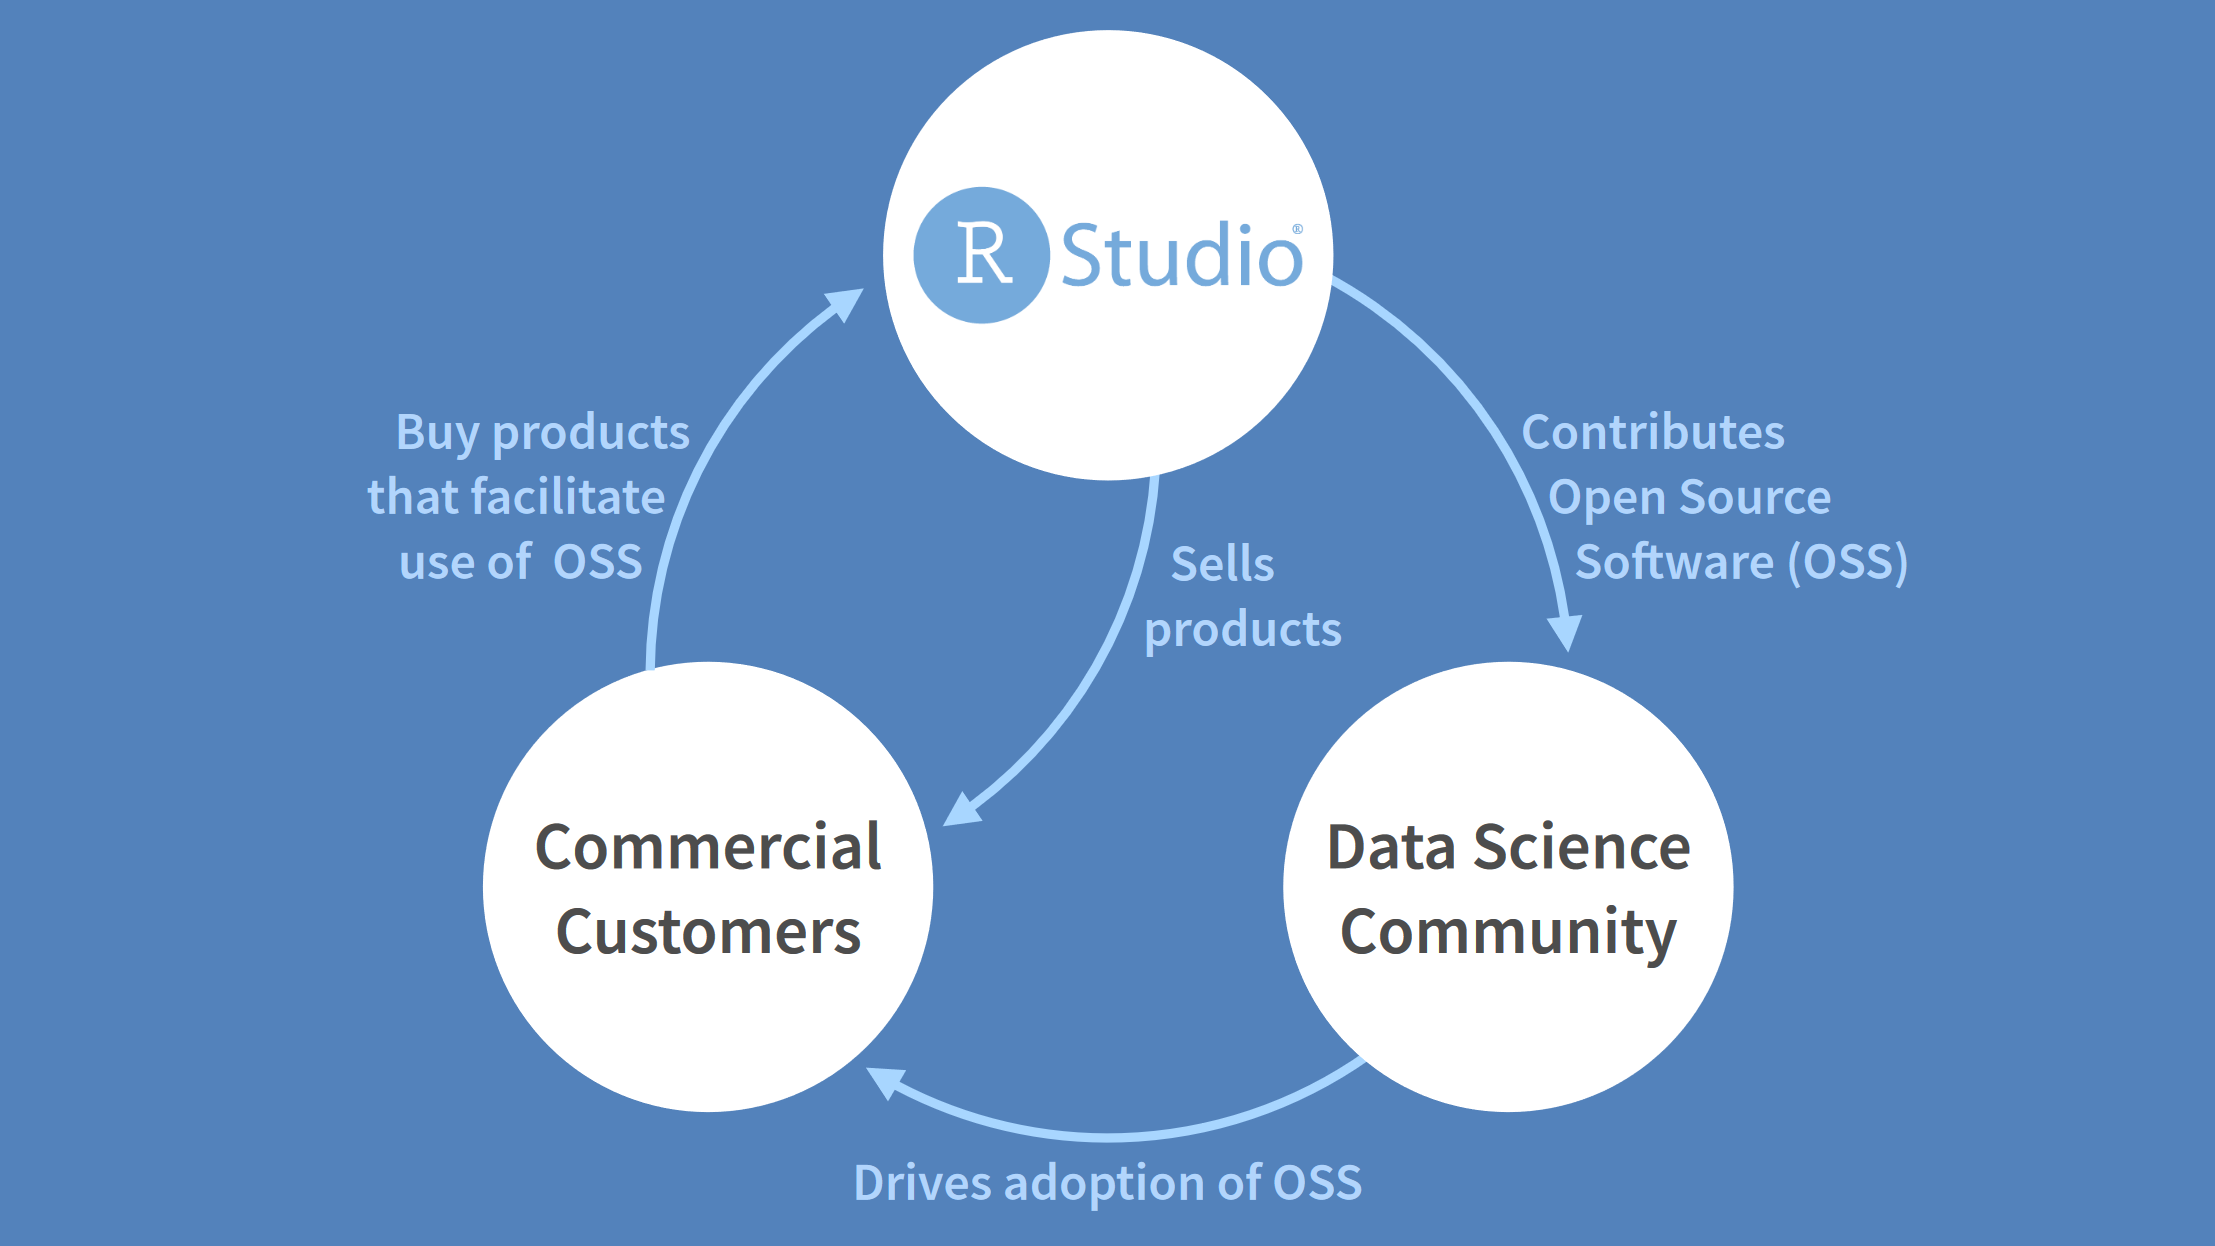 R Studio®
Buy products
that facilitate
use of OSS
Contributes
Open Source
Software (OSS)
Sells
products
Commercial
Customers
Data Science
Community
Drives adoption of OSS